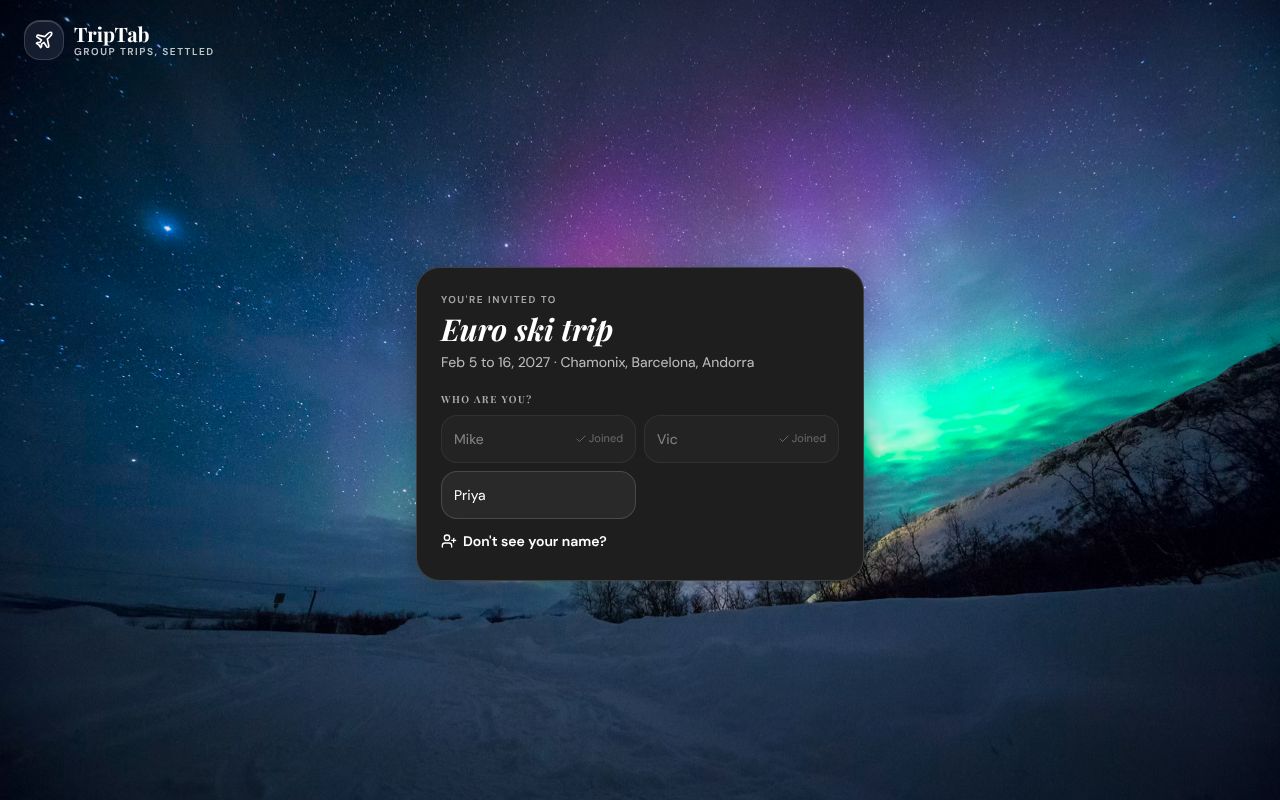 TripTab
GROUP TRIPS, SETTLED
YOU'RE INVITED TO
Euro ski trip
Feb 5 to 16, 2027 · Chamonix, Barcelona, Andorra
WHO ARE YOU?
Mike ✓ Joined
Vic ✓ Joined
Priya
Don't see your name?